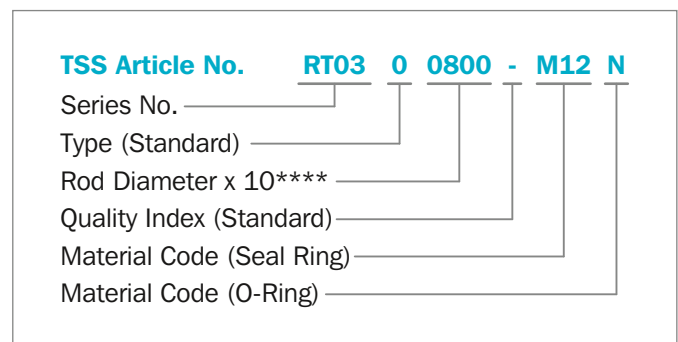 TSS Article No. RT03 0 0800 - M12 N
Series No.
Type (Standard)
Rod Diameter x 10****
Quality Index (Standard)
Material Code (Seal Ring)
Material Code (O-Ring)